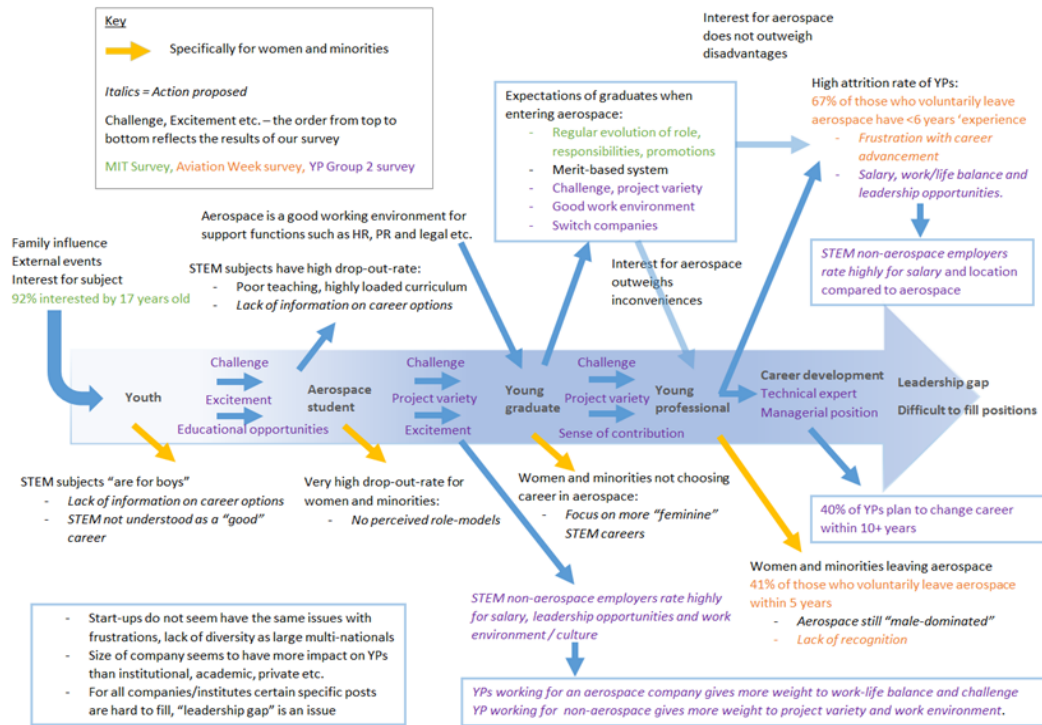 Key
Specifically for women and minorities
Italics = Action proposed
Challenge, Excitement etc. – the order from top to
bottom reflects the results of our survey
MIT Survey, Aviation Week survey, YP Group 2 survey
Interest for aerospace
does not outweigh
disadvantages
Expectations of graduates when
entering aerospace:
- Regular evolution of role,
responsibilities, promotions
- Merit-based system
- Challenge, project variety
- Good work environment
- Switch companies
High attrition rate of YPs:
67% of those who voluntarily leave
aerospace have <6 years 'experience
- Frustration with career
advancement
- Salary, work/life balance and
leadership opportunities.
STEM non-aerospace employers
rate highly for salary and location
compared to aerospace
Family influence
External events
Interest for subject
92% interested by 17 years old
Aerospace is a good working environment for
support functions such as HR, PR and legal etc.
STEM subjects have high drop-out-rate:
- Poor teaching, highly loaded curriculum
- Lack of information on career options
Interest for aerospace
outweighs
inconveniences
Youth
Challenge
Excitement
Educational opportunities
Aerospace
student
Challenge
Project variety
Excitement
Young
graduate
Challenge
Project variety
Sense of contribution
Young
professional
Career development
Technical expert
Managerial position
Leadership gap
Difficult to fill positions
STEM subjects “are for boys”
- Lack of information on career options
- STEM not understood as a “good”
career
Very high drop-out-rate for
women and minorities:
- No perceived role-models
Women and minorities not choosing
career in aerospace:
- Focus on more “feminine”
STEM careers
40% of YPs plan to change career
within 10+ years
Women and minorities leaving aerospace
41% of those who voluntarily leave aerospace
within 5 years
- Aerospace still “male-dominated”
- Lack of recognition
- Start-ups do not seem have the same issues with
frustrations, lack of diversity as large multi-nationals
- Size of company seems to have more impact on YPs
than institutional, academic, private etc.
- For all companies/institutes certain specific posts
are hard to fill, “leadership gap” is an issue
STEM non-aerospace employers rate highly
for salary, leadership opportunities and work
environment / culture
YPs working for an aerospace company gives more weight to work-life balance and challenge
YP working for non-aerospace gives more weight to project variety and work environment.